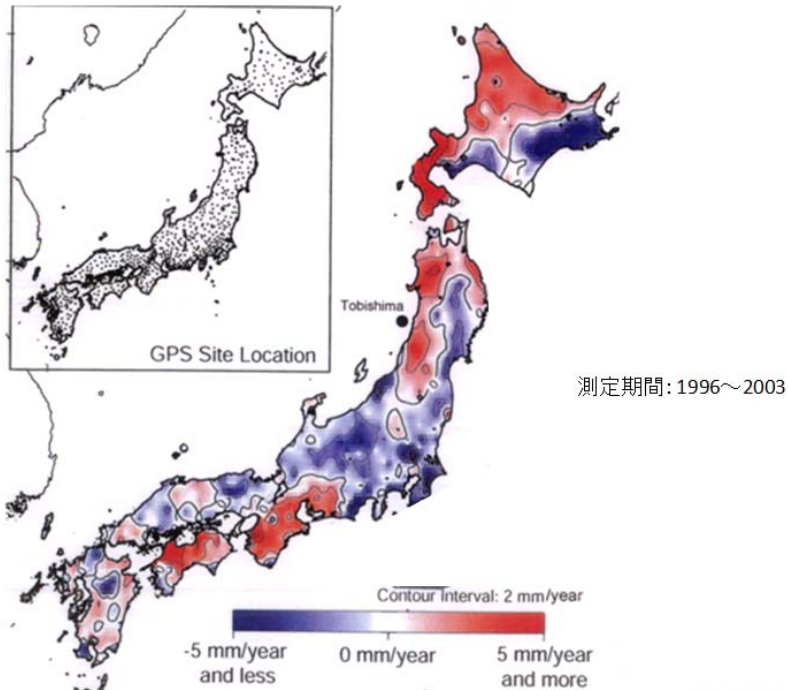 GPS Site Location
Tobishima
測定期間：1996～2003
Contour Interval: 2 mm/year
-5 mm/year
and less
0 mm/year
5 mm/year
and more